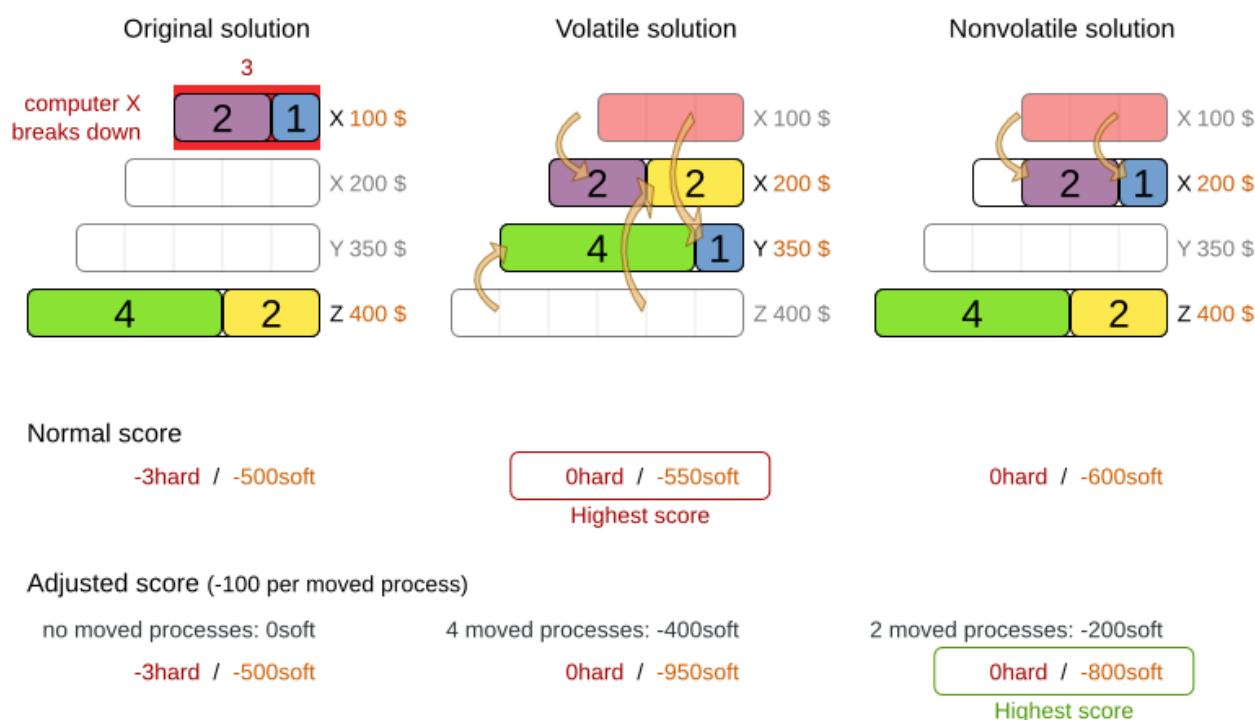 Original solution
Volatile solution
Nonvolatile solution
3
computer X
breaks down
2 1 X 100 $
X 100 $
X 100 $
X 200 $
2 2 X 200 $
2 1 X 200 $
Y 350 $
4 1 Y 350 $
Y 350 $
4 2 Z 400 $
Z 400 $
4 2 Z 400 $
Normal score
-3hard / -500soft
0hard / -550soft
0hard / -600soft
Highest score
Adjusted score (-100 per moved process)
no moved processes: 0soft
4 moved processes: -400soft
2 moved processes: -200soft
-3hard / -500soft
0hard / -950soft
0hard / -800soft
Highest score